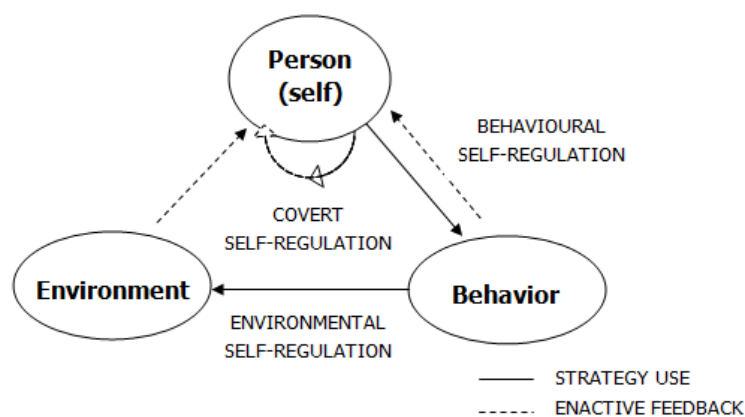 Person
(self)
BEHAVIOURAL
SELF-REGULATION
COVERT
SELF-REGULATION
Environment
Behavior
ENVIRONMENTAL
SELF-REGULATION
STRATEGY USE
ENACTIVE FEEDBACK